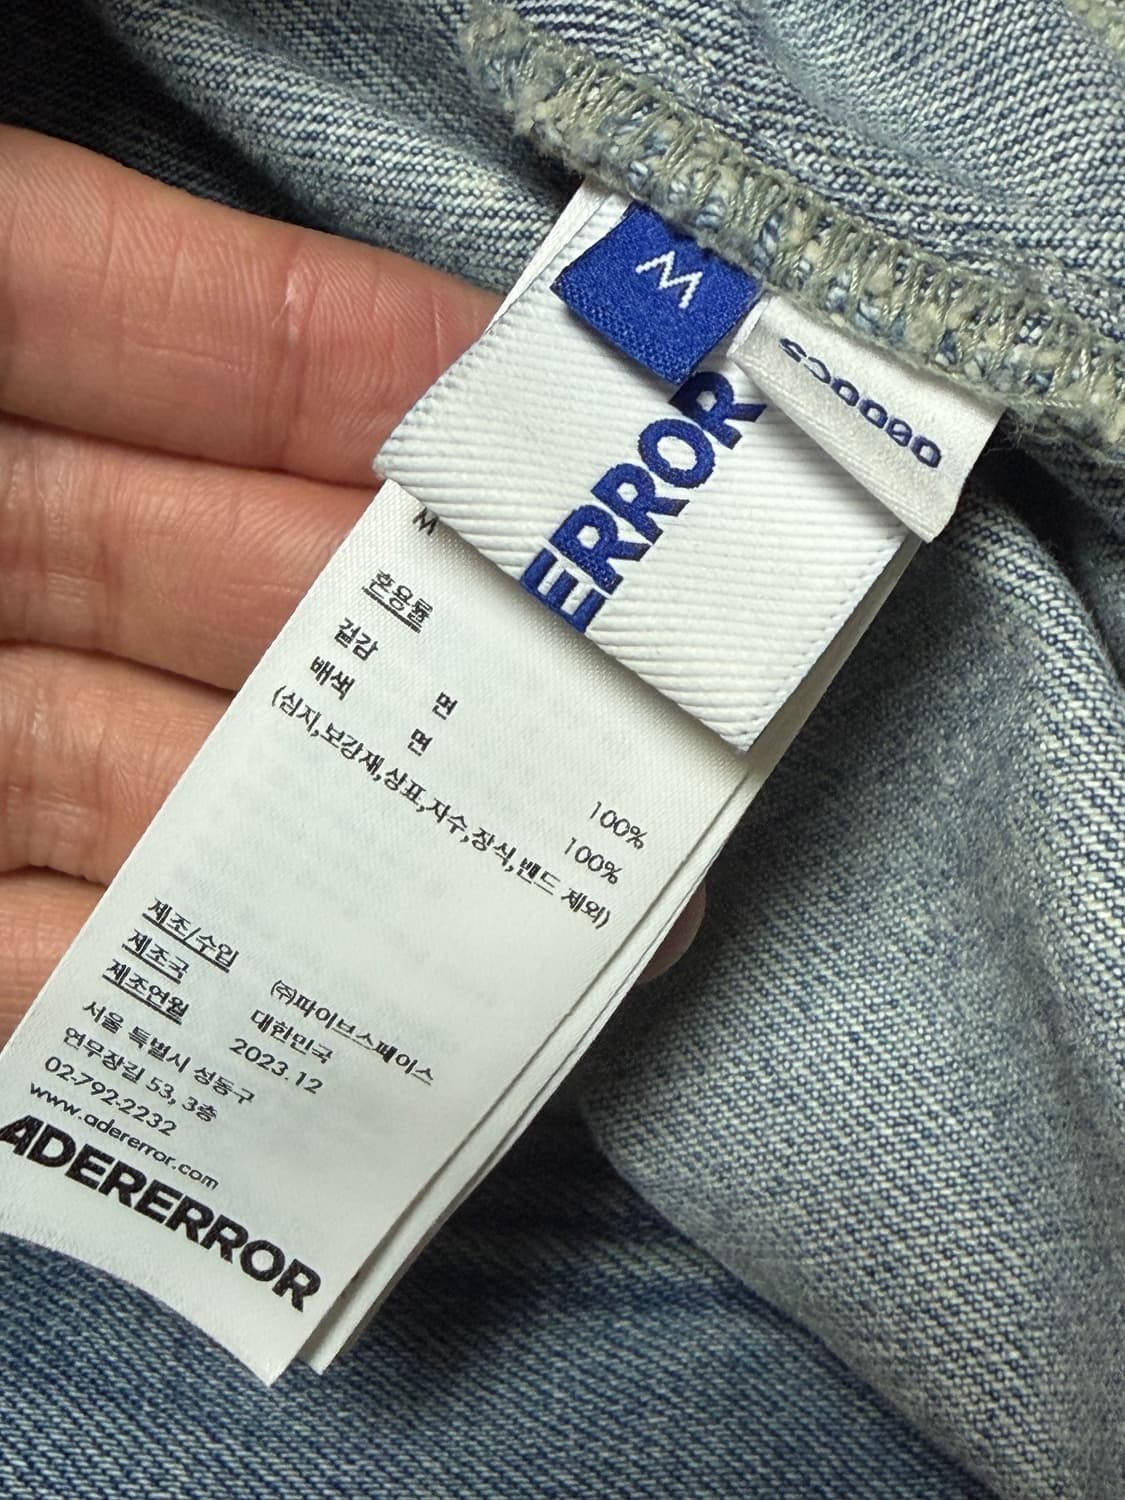 M
ERROR
M
혼용률
겉감 면 100%
배색 면 100%
(심지,보강재,상표,자수,장식,밴드 제외)
제조/수입 ㈜파이브스페이스
제조국 대한민국
제조연월 2023.12
서울 특별시 성동구
연무장길 53, 3층
02-792-2232
www.adererror.com
ADERERROR